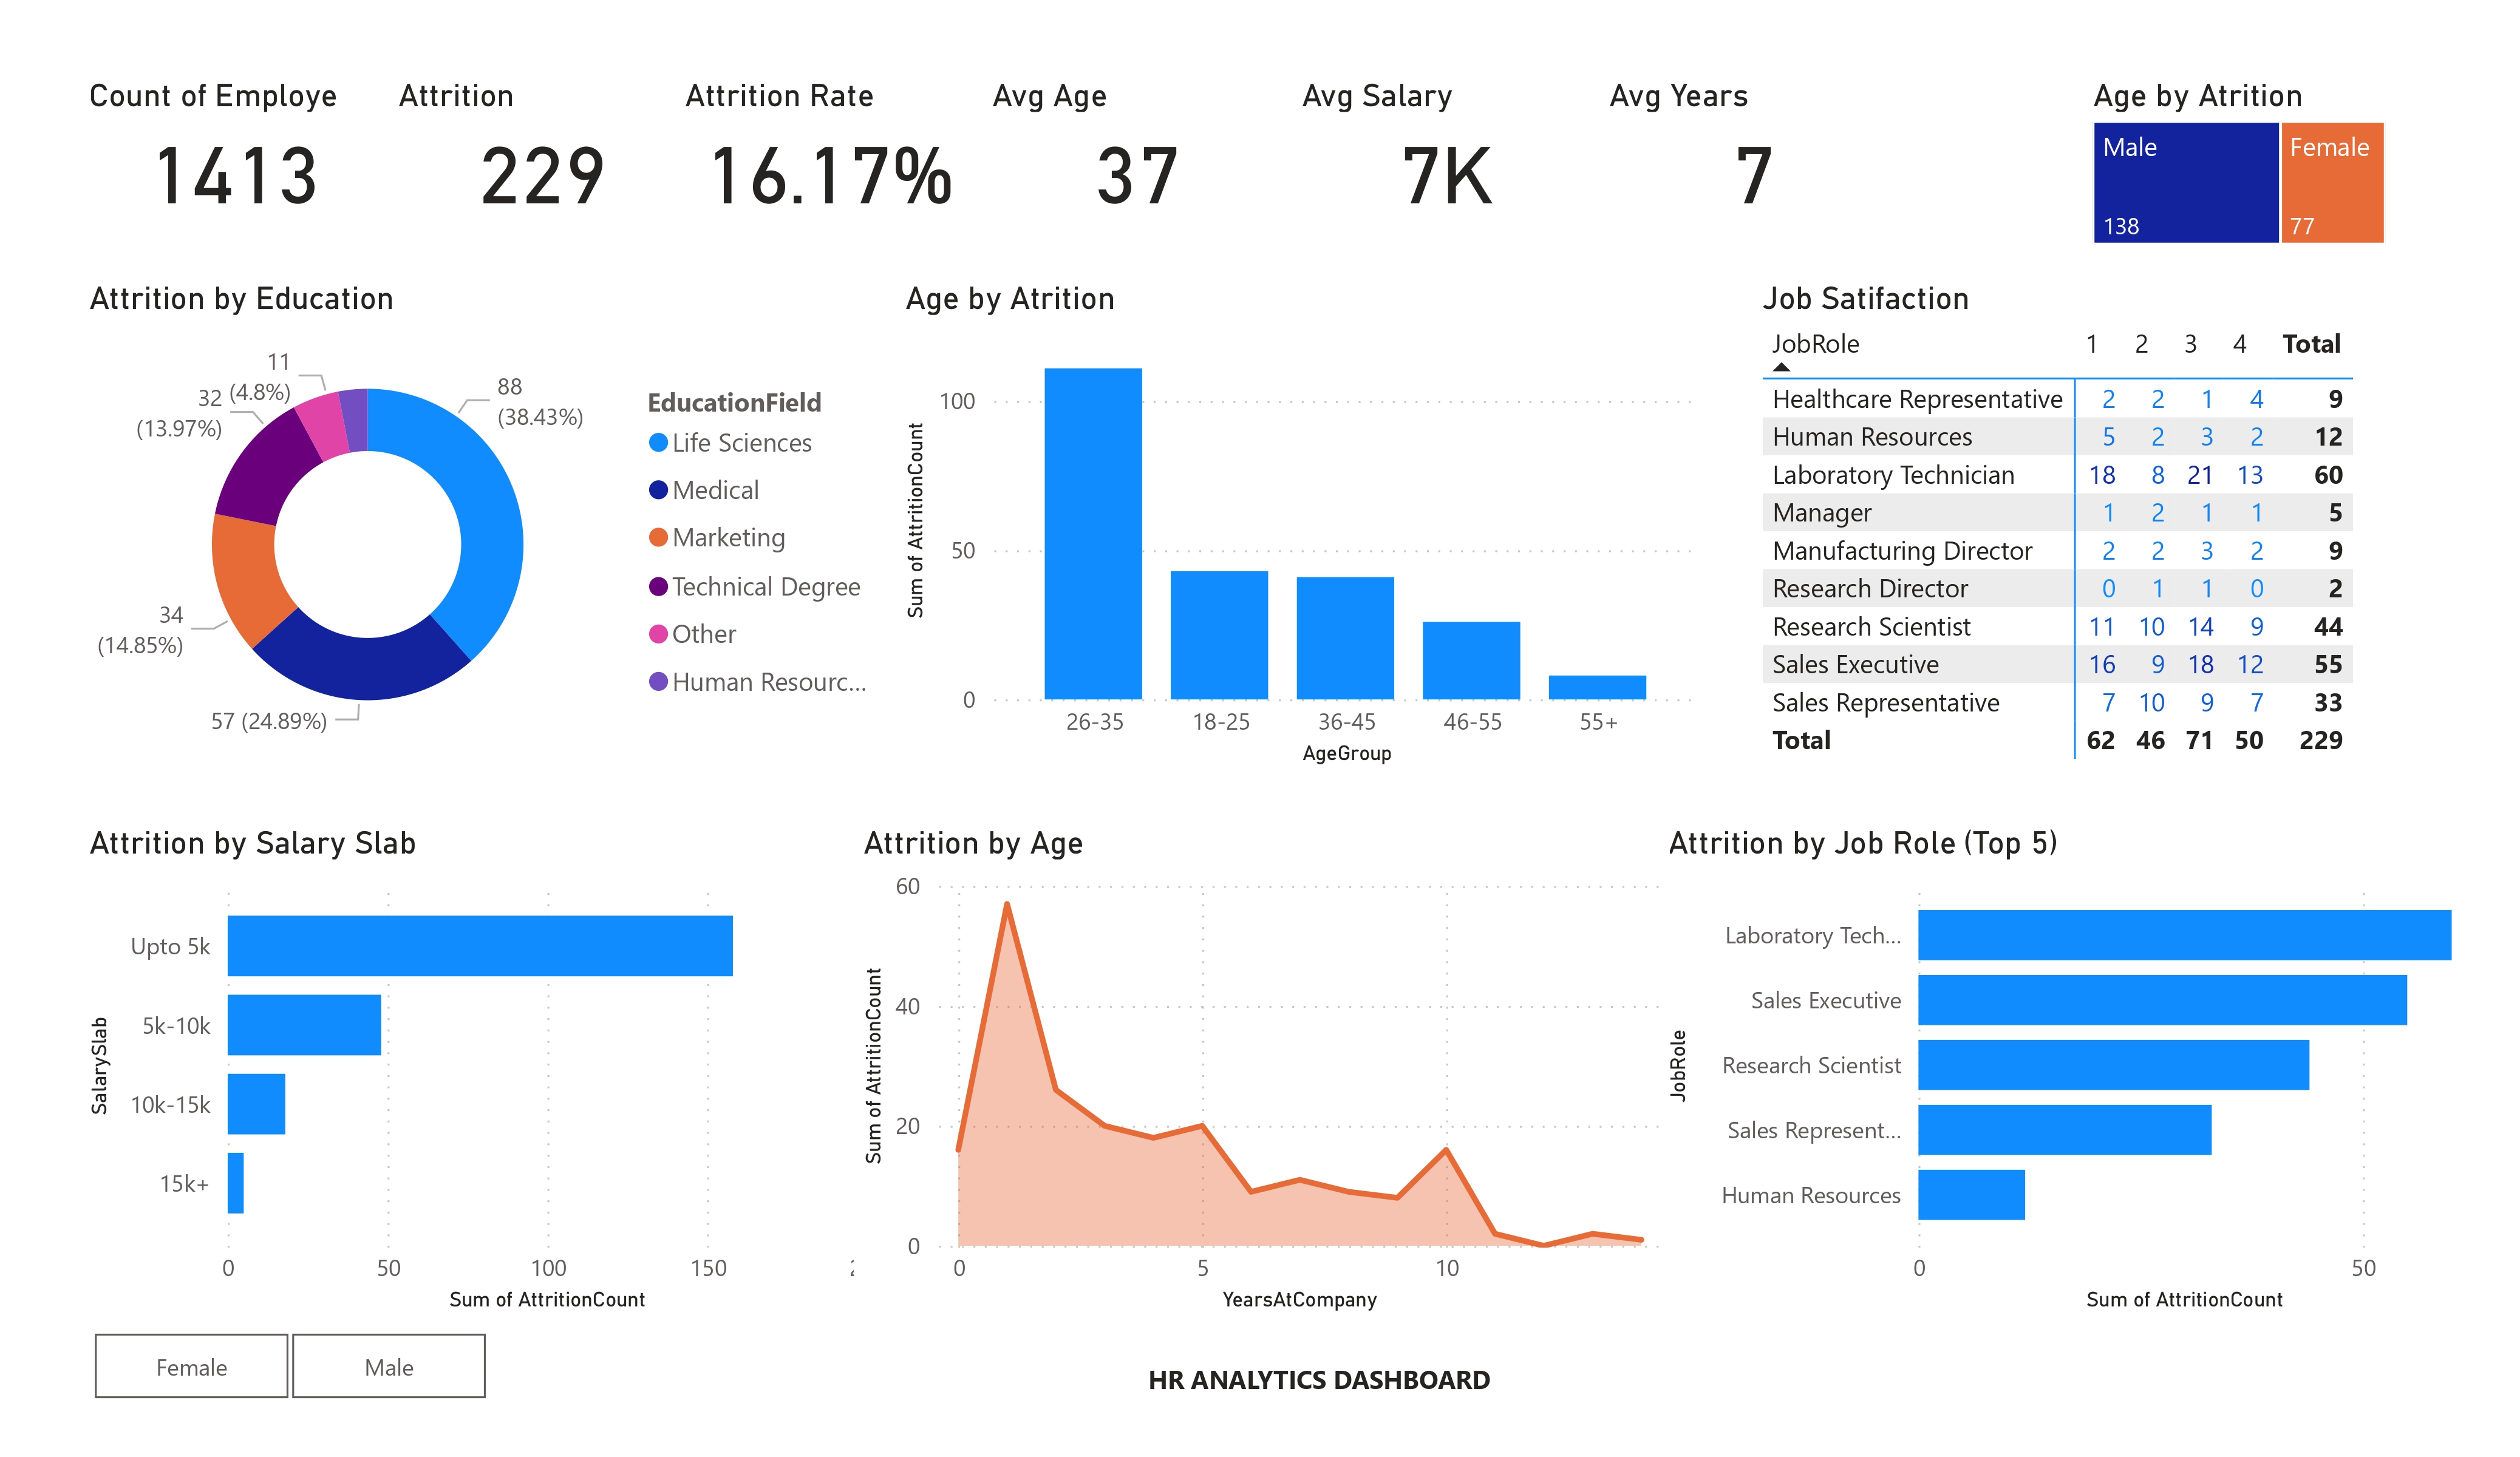 Count of Employe
1413
Attrition
229
Attrition Rate
16.17%
Avg Age
37
Avg Salary
7K
Avg Years
7
Age by Atrition
Male
138
Female
77
Attrition by Education
11
(4.8%)
32
(13.97%)
34
(14.85%)
57 (24.89%)
88
(38.43%)
EducationField
Life Sciences
Medical
Marketing
Technical Degree
Other
Human Resourc...
Age by Atrition
Sum of AttritionCount
100
50
0
26-35 18-25 36-45 46-55 55+
AgeGroup
Job Satifaction
JobRole 1 2 3 4 Total
Healthcare Representative 2 2 1 4 9
Human Resources 5 2 3 2 12
Laboratory Technician 18 8 21 13 60
Manager 1 2 1 1 5
Manufacturing Director 2 2 3 2 9
Research Director 0 1 1 0 2
Research Scientist 11 10 14 9 44
Sales Executive 16 9 18 12 55
Sales Representative 7 10 9 7 33
Total 62 46 71 50 229
Attrition by Salary Slab
SalarySlab
Upto 5k
5k-10k
10k-15k
15k+
0 50 100 150
Sum of AttritionCount
Attrition by Age
Sum of AttritionCount
60
40
20
0
0 5 10
YearsAtCompany
Attrition by Job Role (Top 5)
JobRole
Laboratory Tech...
Sales Executive
Research Scientist
Sales Represent...
Human Resources
0 50
Sum of AttritionCount
Female
Male
HR ANALYTICS DASHBOARD